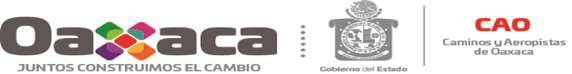 Oaxaca
JUNTOS CONSTRUIMOS EL CAMBIO
Gobierno del Estado
CAO
Caminos y Aeropistas
de Oaxaca